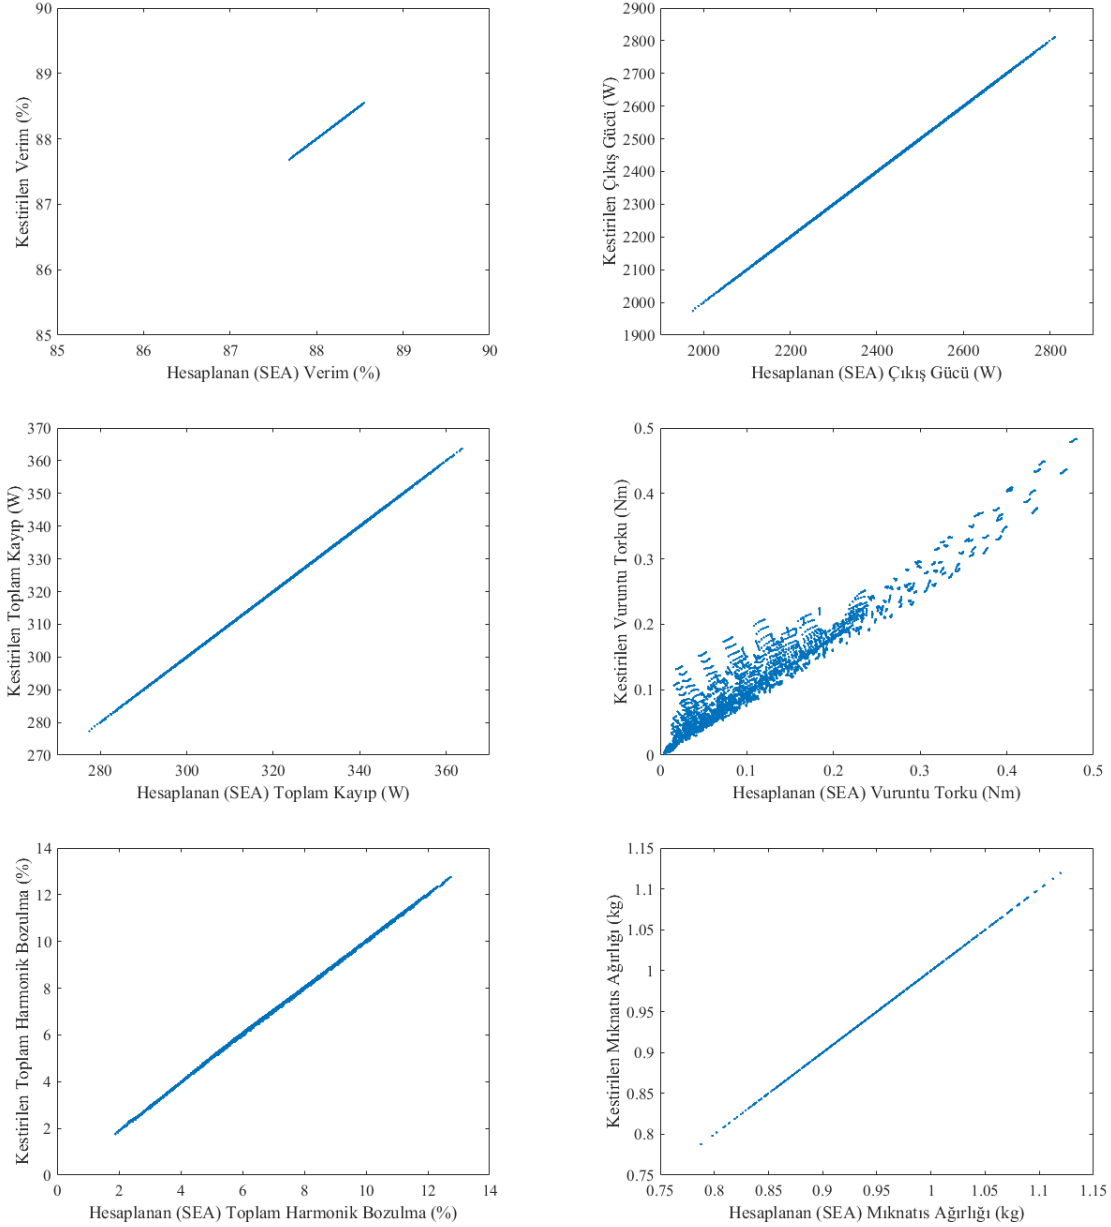 90
89
88
87
86
85
85 86 87 88 89 90
Kestirilen Verim (%)
Hesaplanan (SEA) Verim (%)
2900
2800
2700
2600
2500
2400
2300
2200
2100
2000
1900
2000 2200 2400 2600 2800
Kestirilen Çıkış Gücü (W)
Hesaplanan (SEA) Çıkış Gücü (W)
370
360
350
340
330
320
310
300
290
280
270
280 300 320 340 360
Kestirilen Toplam Kayıp (W)
Hesaplanan (SEA) Toplam Kayıp (W)
0.5
0.4
0.3
0.2
0.1
0
0 0.1 0.2 0.3 0.4 0.5
Kestirilen Vuruntu Torku (Nm)
Hesaplanan (SEA) Vuruntu Torku (Nm)
14
12
10
8
6
4
2
0
0 2 4 6 8 10 12 14
Kestirilen Toplam Harmonik Bozulma (%)
Hesaplanan (SEA) Toplam Harmonik Bozulma (%)
1.15
1.1
1.05
1
0.95
0.9
0.85
0.8
0.75
0.75 0.8 0.85 0.9 0.95 1 1.05 1.1 1.15
Kestirilen Mıknatıs Ağırlığı (kg)
Hesaplanan (SEA) Mıknatıs Ağırlığı (kg)